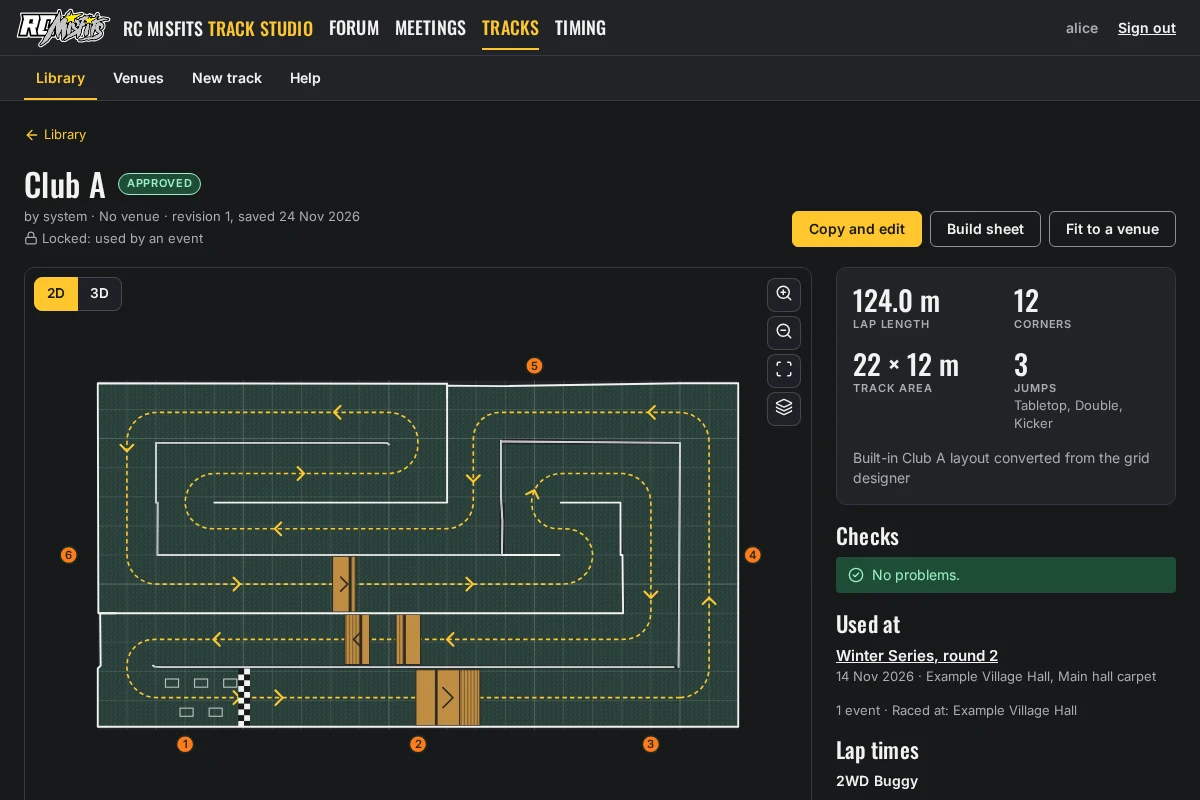 RC Misfits
RC MISFITS TRACK STUDIO
FORUM
MEETINGS
TRACKS
TIMING
alice
Sign out
Library
Venues
New track
Help
Library
Club A
APPROVED
by system · No venue · revision 1, saved 24 Nov 2026
Locked: used by an event
Copy and edit
Build sheet
Fit to a venue
2D
3D
5
6
4
1
2
3
124.0 m
LAP LENGTH
12
CORNERS
22 × 12 m
TRACK AREA
3
JUMPS
Tabletop, Double,
Kicker
Built-in Club A layout converted from the grid
designer
Checks
No problems.
Used at
Winter Series, round 2
14 Nov 2026 · Example Village Hall, Main hall carpet
1 event · Raced at: Example Village Hall
Lap times
2WD Buggy